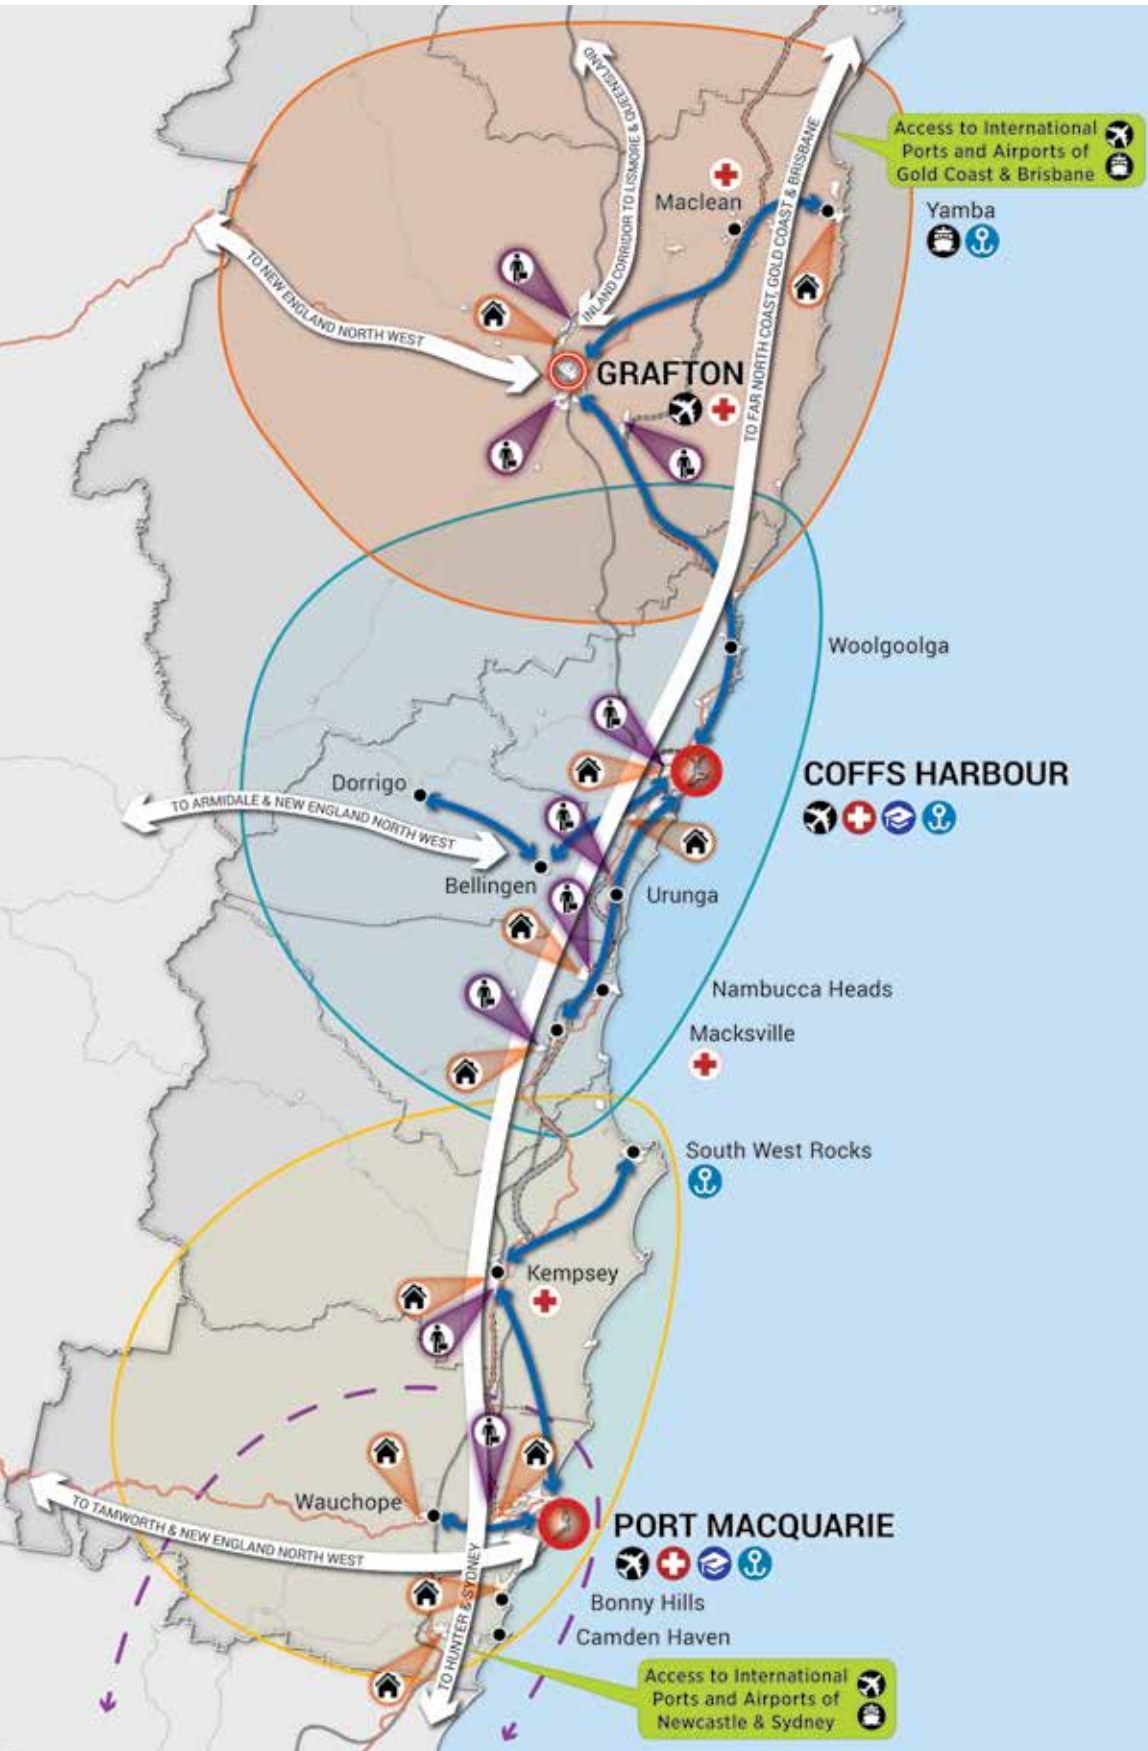 INLAND CORRIDOR TO LISMORE & QUEENSLAND
TO FAR NORTH COAST, GOLD COAST & BRISBANE
Access to International
Ports and Airports of
Gold Coast & Brisbane
Maclean
Yamba
TO NEW ENGLAND NORTH WEST
GRAFTON
Woolgoolga
COFFS HARBOUR
Dorrigo
TO ARMIDALE & NEW ENGLAND NORTH WEST
Bellingen
Urunga
Nambucca Heads
Macksville
South West Rocks
Kempsey
Wauchope
TO TAMWORTH & NEW ENGLAND NORTH WEST
PORT MACQUARIE
TO HUNTER & SYDNEY
Bonny Hills
Camden Haven
Access to International
Ports and Airports of
Newcastle & Sydney